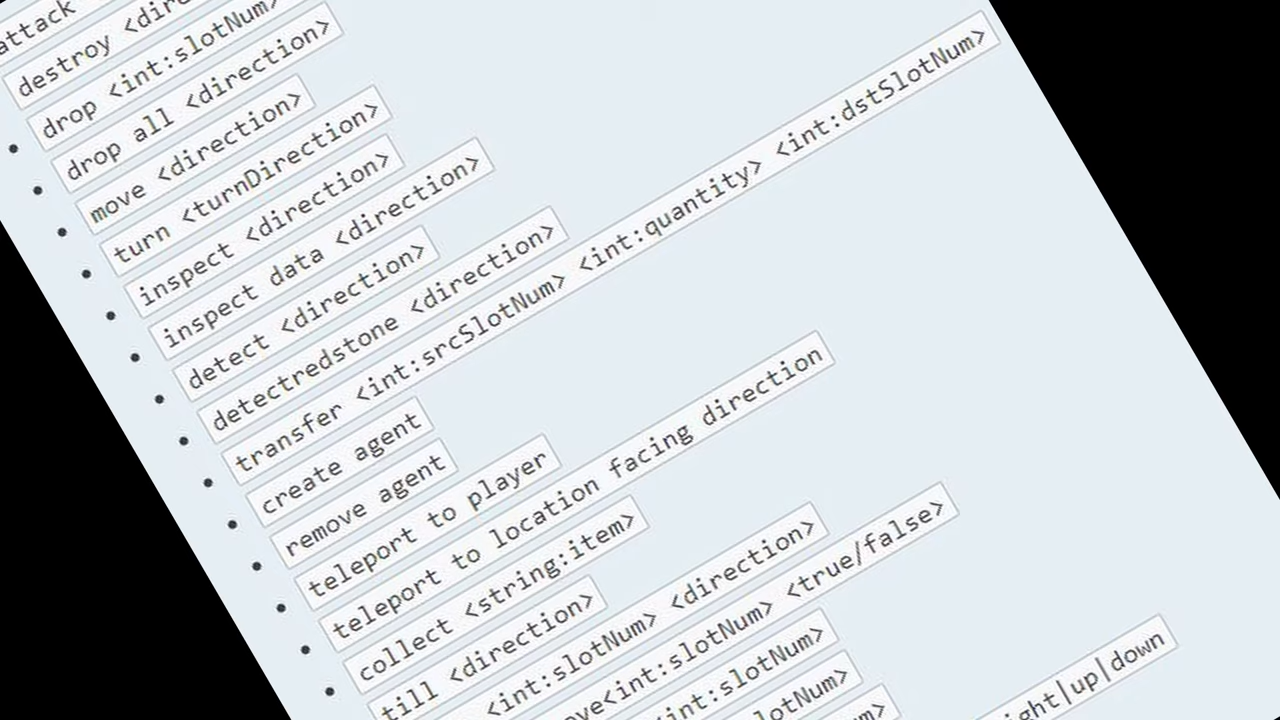 attack
destroy
drop <int:slotNum>
drop all <direction>
move <direction>
turn <turnDirection>
inspect <direction>
inspect data <direction>
detect <direction>
detectredstone <direction>
transfer <int:srcSlotNum> <int:quantity> <int:dstSlotNum>
create agent
remove agent
teleport to player
teleport to location facing direction
collect <string:item>
till <direction>
<int:slotNum> <direction>
<int:slotNum> <true/false>
int:slotNum>
|up|down